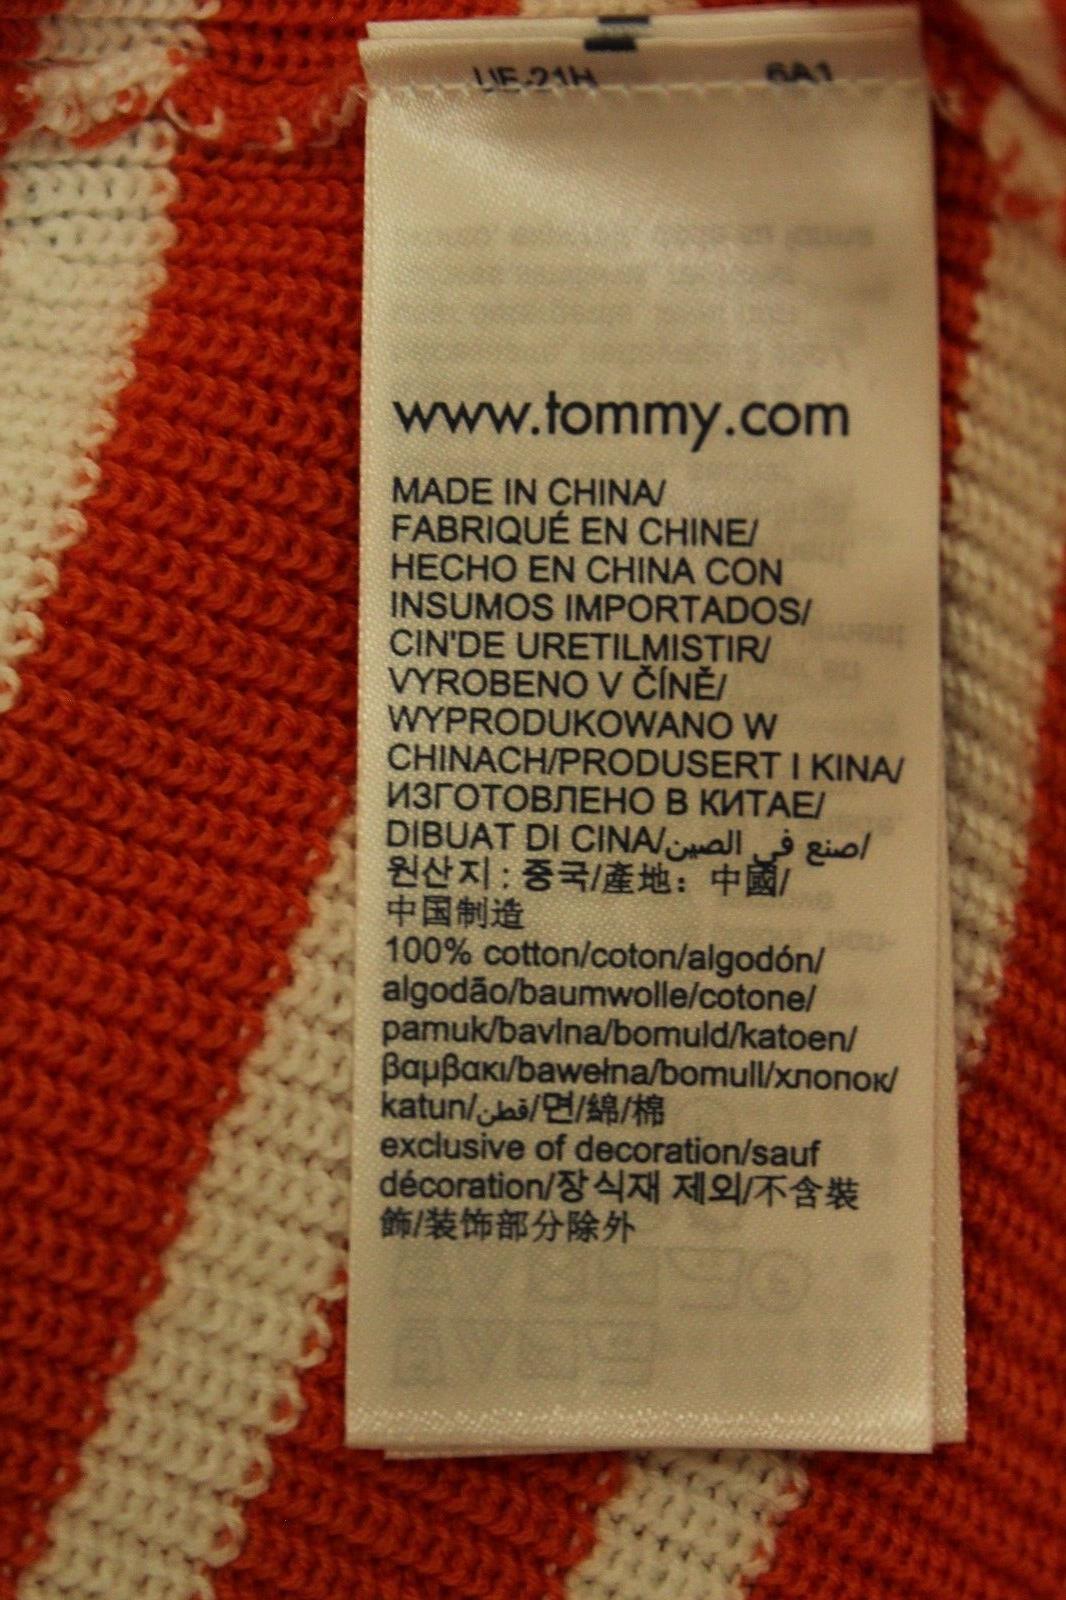 UE-21H 6A1
www.tommy.com
MADE IN CHINA/
FABRIQUÉ EN CHINE/
HECHO EN CHINA CON
INSUMOS IMPORTADOS/
CIN'DE URETILMISTIR/
VYROBENO V ČÍNĚ/
WYPRODUKOWANO W
CHINACH/PRODUSERT I KINA/
ИЗГОТОВЛЕНО В КИТАЕ/
DIBUAT DI CINA/صنع في الصين/
원산지: 중국/產地: 中國/
中国制造
100% cotton/coton/algodón/
algodão/baumwolle/cotone/
pamuk/bavlna/bomuld/katoen/
βαμβακι/bawełna/bomull/хлопок/
katun/قطن/면/綿/棉
exclusive of decoration/sauf
décoration/장식재 제외/不含裝
飾/装饰部分除外